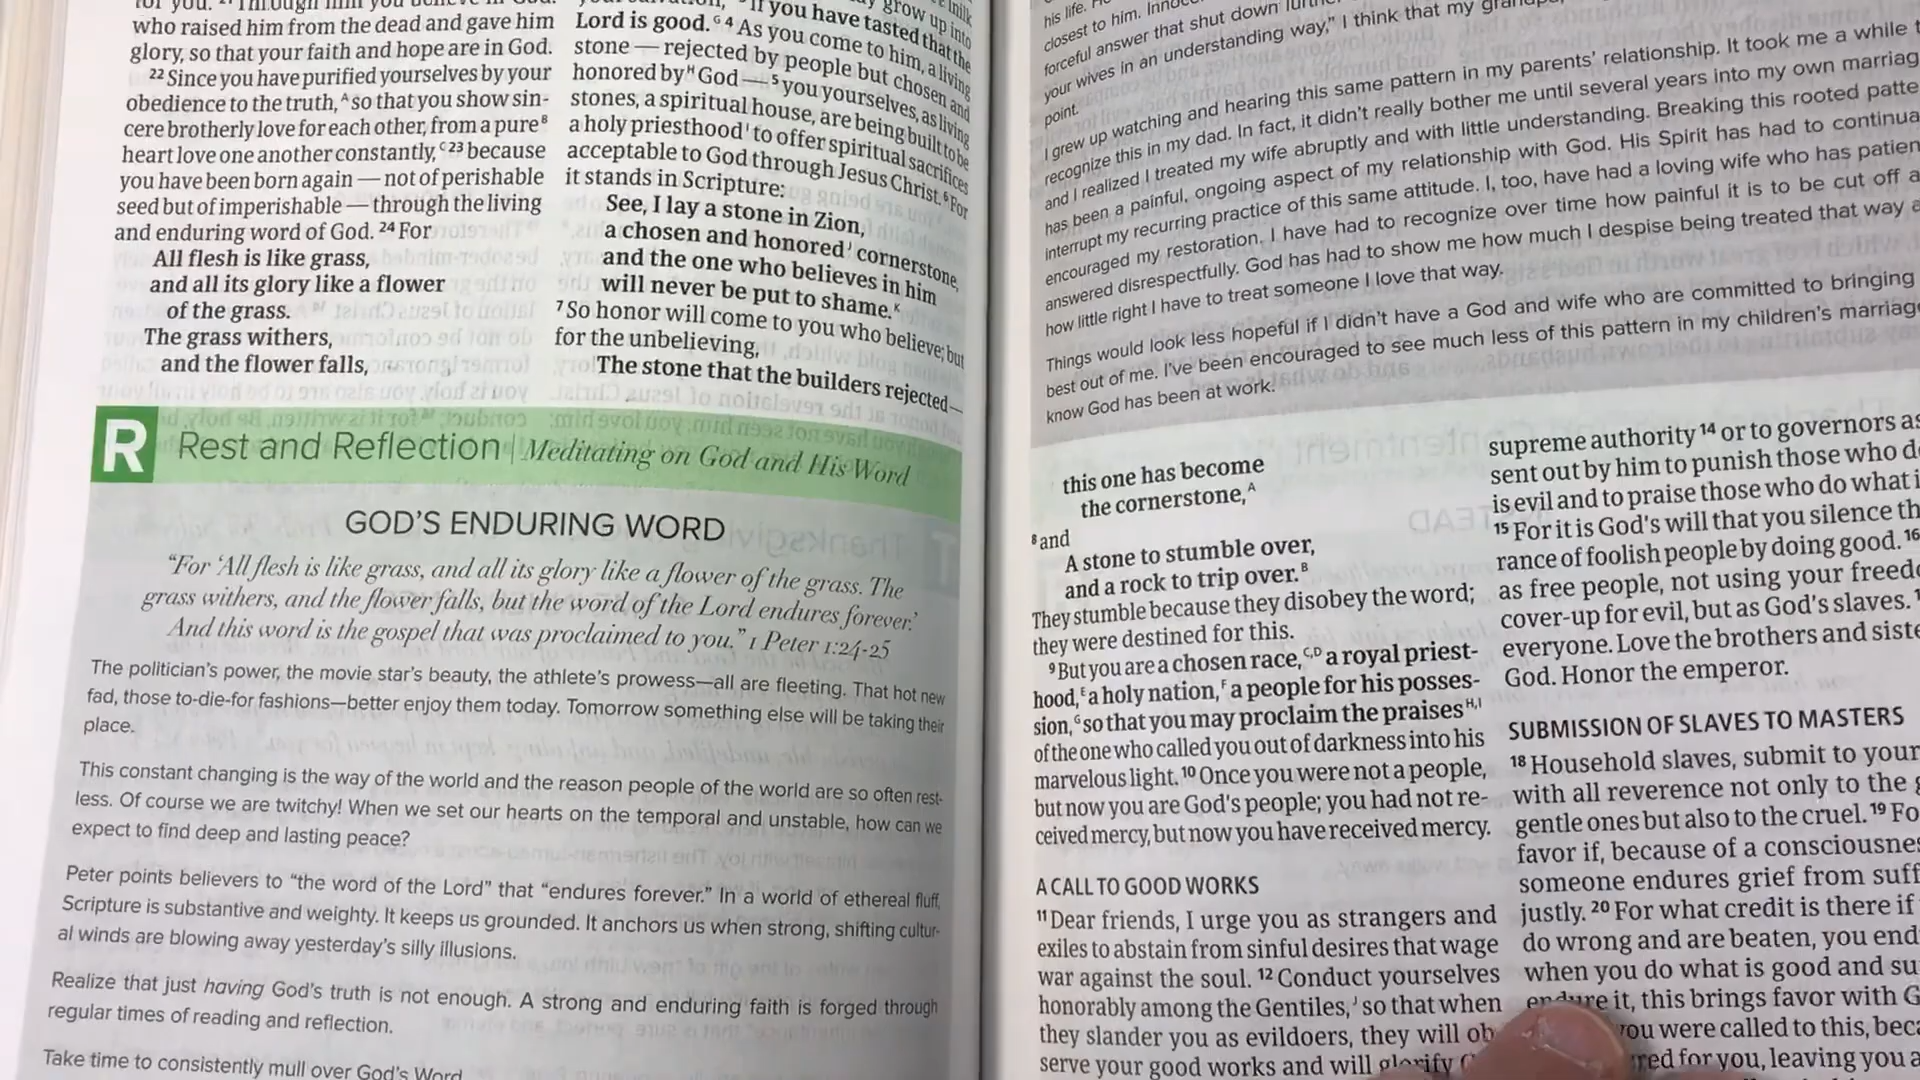 for you. 21 Through him you believe in God,
who raised him from the dead and gave him
glory, so that your faith and hope are in God.
22 Since you have purified yourselves by your
obedience to the truth,A so that you show sin-
cere brotherly love for each other, from a pureB
heart love one another constantly,C 23 because
you have been born again — not of perishable
seed but of imperishable — through the living
and enduring word of God. 24 For
All flesh is like grass,
and all its glory like a flower
of the grass.
The grass withers,
and the flower falls,
grow up into
If you have tasted that the
Lord is good.G 4 As you come to him, a living
stone — rejected by people but chosen and
honored byH God — 5 you yourselves, as living
stones, a spiritual house, are being built to be
a holy priesthoodI to offer spiritual sacrifices
acceptable to God through Jesus Christ. 6 For
it stands in Scripture:
See, I lay a stone in Zion,
a chosen and honoredJ cornerstone,
and the one who believes in him
will never be put to shame.K
7 So honor will come to you who believe; but
for the unbelieving,
The stone that the builders rejected—
R Rest and Reflection | Meditating on God and His Word
GOD'S ENDURING WORD
"For 'All flesh is like grass, and all its glory like a flower of the grass. The
grass withers, and the flower falls, but the word of the Lord endures forever.'
And this word is the gospel that was proclaimed to you." 1 Peter 1:24-25
The politician's power, the movie star's beauty, the athlete's prowess—all are fleeting. That hot new
fad, those to-die-for fashions—better enjoy them today. Tomorrow something else will be taking their
place.
This constant changing is the way of the world and the reason people of the world are so often rest-
less. Of course we are twitchy! When we set our hearts on the temporal and unstable, how can we
expect to find deep and lasting peace?
Peter points believers to "the word of the Lord" that "endures forever." In a world of ethereal fluff,
Scripture is substantive and weighty. It keeps us grounded. It anchors us when strong, shifting cultur-
al winds are blowing away yesterday's silly illusions.
Realize that just having God's truth is not enough. A strong and enduring faith is forged through
regular times of reading and reflection.
Take time to consistently mull over God's Word
his life.
closest to him.
forceful answer that shut down
your wives in an understanding way," I think that my
point.
I grew up watching and hearing this same pattern in my parents' relationship. It took me a while
recognize this in my dad. In fact, it didn't really bother me until several years into my own
and I realized I treated my wife abruptly and with little understanding. Breaking this rooted
has been a painful, ongoing aspect of my relationship with God. His Spirit has had to
interrupt my recurring practice of this same attitude. I, too, have had a loving wife who has
encouraged my restoration. I have had to recognize over time how painful it is to be cut off
answered disrespectfully. God has had to show me how much I despise being treated that way
how little right I have to treat someone I love that way.
Things would look less hopeful if I didn't have a God and wife who are committed to bringing
best out of me. I've been encouraged to see much less of this pattern in my children's
know God has been at work.
this one has become
the cornerstone,A
8 and
A stone to stumble over,
and a rock to trip over.B
They stumble because they disobey the word;
they were destined for this.
9 But you are a chosen race,C,D a royal priest-
hood,E a holy nation,F a people for his posses-
sion,G so that you may proclaim the praisesH,I
of the one who called you out of darkness into his
marvelous light. 10 Once you were not a people,
but now you are God's people; you had not re-
ceived mercy, but now you have received mercy.
A CALL TO GOOD WORKS
11 Dear friends, I urge you as strangers and
exiles to abstain from sinful desires that wage
war against the soul. 12 Conduct yourselves
honorably among the Gentiles,J so that when
they slander you as evildoers, they will ob
serve your good works and will glorify
supreme authority 14 or to governors as
sent out by him to punish those who
is evil and to praise those who do what
15 For it is God's will that you silence
rance of foolish people by doing good. 16
as free people, not using your
cover-up for evil, but as God's slaves.
everyone. Love the brothers and
God. Honor the emperor.
SUBMISSION OF SLAVES TO MASTERS
18 Household slaves, submit to your
with all reverence not only to the
gentle ones but also to the cruel. 19
favor if, because of a
someone endures grief from
justly. 20 For what credit is there if
do wrong and are beaten, you
when you do what is good and
endure it, this brings favor with
you were called to this,
for you, leaving you